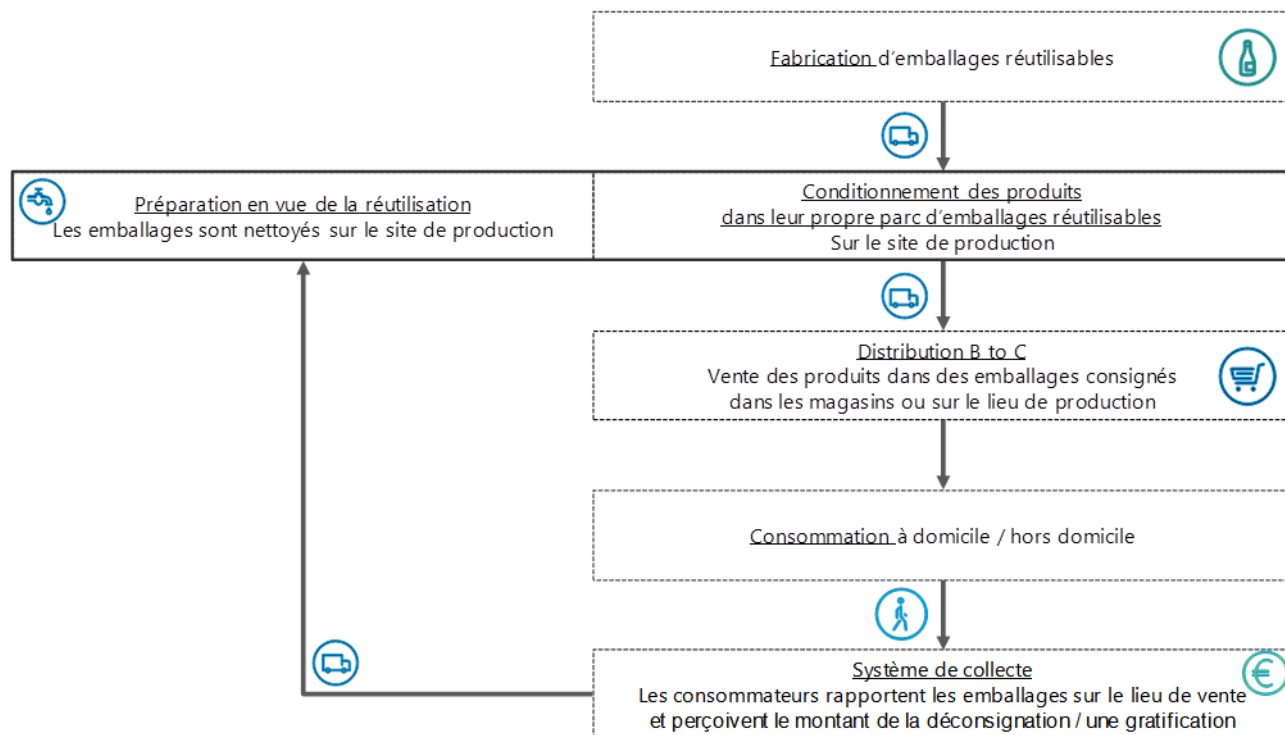 Fabrication d'emballages réutilisables
Préparation en vue de la réutilisation
Les emballages sont nettoyés sur le site de production
Conditionnement des produits
dans leur propre parc d'emballages réutilisables
Sur le site de production
Distribution B to C
Vente des produits dans des emballages consignés
dans les magasins ou sur le lieu de production
Consommation à domicile / hors domicile
Système de collecte
Les consommateurs rapportent les emballages sur le lieu de vente
et perçoivent le montant de la déconsignation / une gratification
€